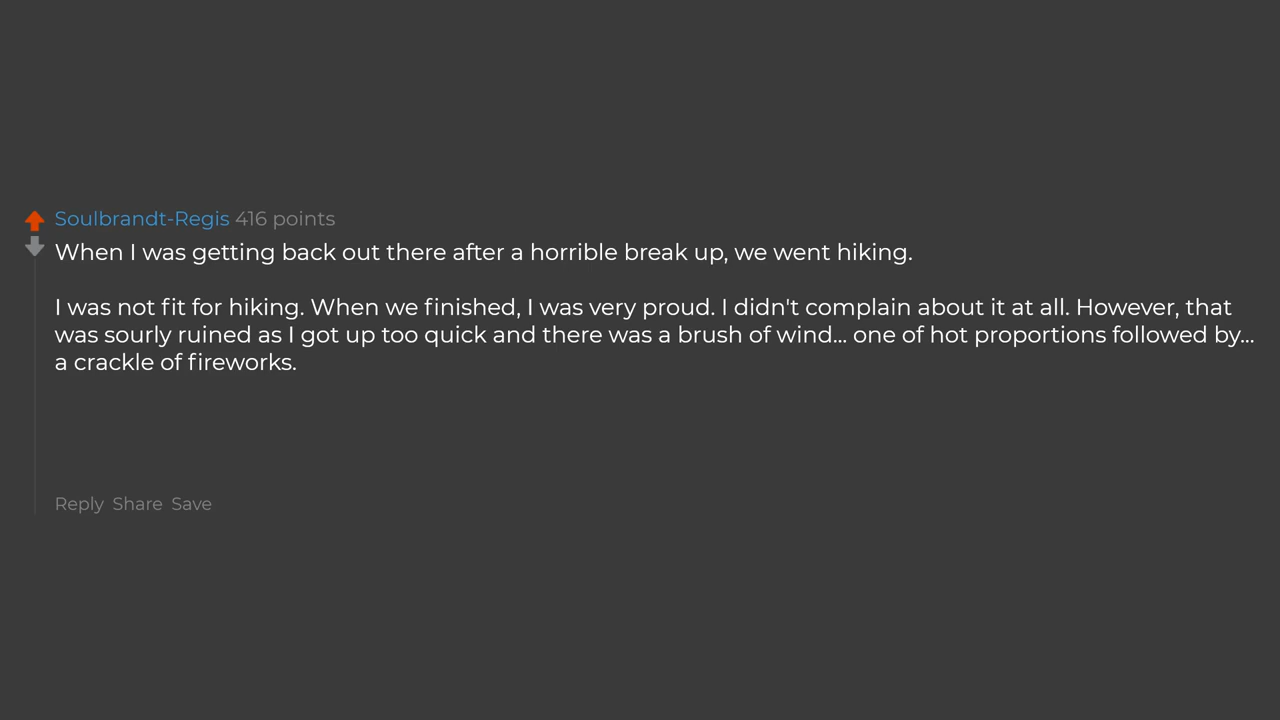 Soulbrandt-Regis 416 points
When I was getting back out there after a horrible break up, we went hiking.
I was not fit for hiking. When we finished, I was very proud. I didn't complain about it at all. However, that
was sourly ruined as I got up too quick and there was a brush of wind... one of hot proportions followed by...
a crackle of fireworks.
Reply Share Save